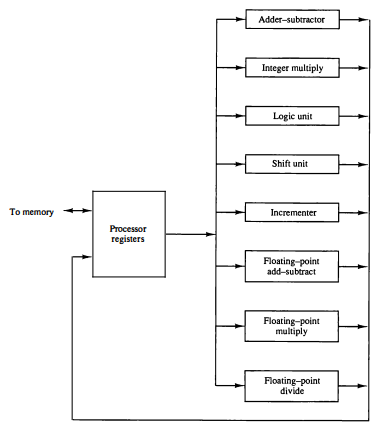 Adder–subtractor
Integer multiply
Logic unit
Shift unit
To memory
Processor
registers
Incrementer
Floating–point
add–subtract
Floating–point
multiply
Floating–point
divide